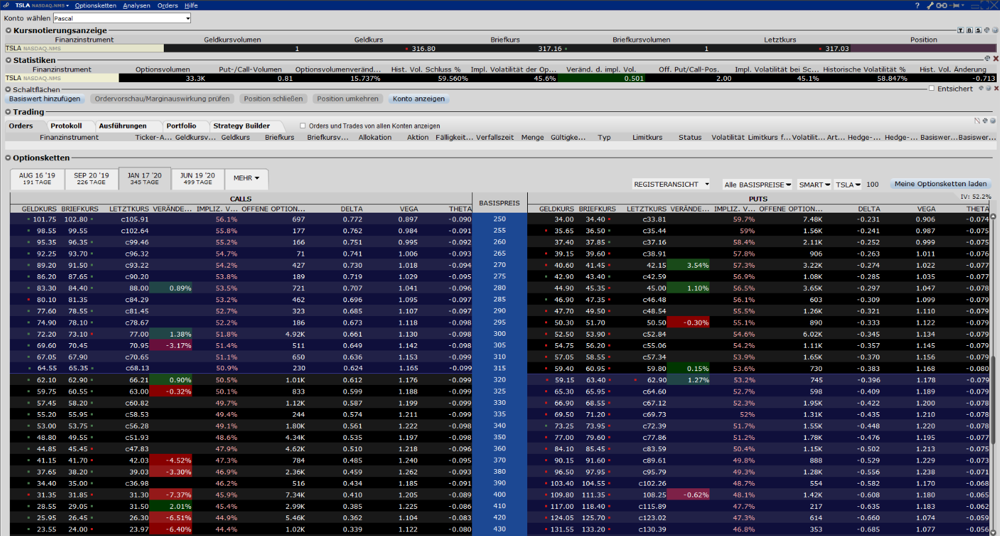 TSLA NASDAQ.NMS Optionsketten Analysen Orders Hilfe ?
Konto wählen Pascal
Kursnotierungsanzeige T B S
Finanzinstrument Geldkursvolumen Geldkurs Briefkurs Briefkursvolumen Letztkurs Position
TSLA NASDAQ.NMS 1 316.80 317.16 1 317.03
Statistiken
Finanzinstrument Optionsvolumen Put-/Call-Volumen Optionsvolumenveränd... Hist. Vol. Schluss % Impl. Volatilität der Op... Veränd. d. impl. Vol. Off. Put/Call-Pos. Impl. Volatilität bei Sc... Historische Volatilität % Hist. Vol. Änderung
TSLA NASDAQ.NMS 33.3K 0.81 15.737% 59.560% 45.6% 0.501 2.00 45.1% 58.847% -0.713
Schaltflächen Entsichert
Basiswert hinzufügen Ordervorschau/Marginauswirkung prüfen Position schließen Position umkehren Konto anzeigen
Trading
Orders Protokoll Ausführungen Portfolio Strategy Builder Orders und Trades von allen Konten anzeigen
Finanzinstrument Ticker-A... Geldkursv... Geldkurs Briefkurs Briefkursv... Allokation Aktion Fälligkeit... Verfallszeit Menge Gültigke... Typ Limitkurs Status Volatilität Limitkurs f... Volatilit... Art... Hedge-... Hedge-... Basiswer... Basiswer...
Optionsketten
AUG 16 '19 SEP 20 '19 JAN 17 '20 JUN 19 '20 MEHR
191 TAGE 226 TAGE 345 TAGE 499 TAGE
REGISTERANSICHT Alle BASISPREISE SMART TSLA 100 Meine Optionsketten laden
IV: 52.2%
CALLS BASISPREIS PUTS
GELDKURS BRIEFKURS LETZTKURS VERÄNDE... IMPLIZ. V... OFFENE OPTION... DELTA VEGA THETA GELDKURS BRIEFKURS LETZTKURS VERÄNDE... IMPLIZ. V... OFFENE OPTION... DELTA VEGA THETA
101.75 102.80 c105.91 56.1% 697 0.772 0.897 -0.090 250 34.00 34.40 c33.81 59.7% 7.48K -0.231 0.906 -0.074
98.55 99.55 c102.64 55.8% 177 0.762 0.984 -0.091 255 35.65 36.50 c35.44 59% 1.56K -0.241 0.987 -0.075
95.35 96.35 c99.46 55.2% 166 0.751 0.995 -0.092 260 37.40 37.85 c37.16 58.4% 2.11K -0.252 0.999 -0.075
92.25 93.70 c96.32 54.7% 71 0.741 1.006 -0.093 265 39.15 39.60 c38.91 57.8% 906 -0.263 1.011 -0.076
89.20 91.50 c93.22 54.2% 427 0.730 1.018 -0.094 270 40.60 41.45 42.15 3.54% 57.3% 3.22K -0.274 1.022 -0.077
86.20 87.65 c90.20 53.8% 189 0.719 1.029 -0.095 275 42.90 43.40 c42.59 56.9% 1.08K -0.285 1.035 -0.077
83.30 84.40 88.00 0.89% 53.5% 721 0.707 1.041 -0.096 280 44.90 45.35 45.00 1.10% 56.5% 3.65K -0.297 1.047 -0.078
80.10 81.35 c84.29 53.2% 462 0.696 1.095 -0.097 285 46.90 47.35 c46.48 56.1% 603 -0.309 1.099 -0.079
77.60 78.55 c81.45 52.7% 323 0.685 1.107 -0.097 290 47.70 49.50 c48.54 55.5% 1.26K -0.321 1.110 -0.079
74.90 78.10 c78.67 52.2% 186 0.673 1.118 -0.098 295 50.30 51.70 50.50 -0.30% 55.1% 890 -0.333 1.122 -0.079
72.20 73.10 77.00 1.38% 51.8% 4.92K 0.661 1.130 -0.098 300 52.50 53.90 c52.84 54.6% 6.02K -0.345 1.134 -0.079
69.60 70.45 70.95 -3.17% 51.4% 511 0.649 1.142 -0.098 305 54.75 56.20 c55.06 54.2% 1.11K -0.357 1.145 -0.079
67.05 67.90 c70.65 51.1% 650 0.636 1.153 -0.099 310 57.05 58.55 c57.34 53.9% 1.65K -0.370 1.156 -0.079
64.55 65.35 c68.13 50.9% 230 0.624 1.165 -0.099 315 59.40 60.95 59.80 0.15% 53.6% 730 -0.383 1.168 -0.080
62.10 62.90 66.21 0.90% 50.5% 1.01K 0.612 1.176 -0.099 320 59.15 63.40 62.90 1.27% 53.2% 745 -0.396 1.178 -0.079
59.75 60.55 63.00 -0.32% 50.1% 833 0.599 1.188 -0.099 325 65.30 65.95 c64.60 52.7% 598 -0.409 1.189 -0.079
57.45 58.20 c60.82 49.7% 1.12K 0.587 1.199 -0.099 330 66.90 68.55 c67.12 52.3% 1.95K -0.422 1.200 -0.078
55.20 55.95 c58.53 49.4% 244 0.574 1.211 -0.099 335 69.50 71.20 c69.73 52% 1.31K -0.435 1.210 -0.078
53.00 53.75 c56.28 49.1% 1.80K 0.561 1.222 -0.098 340 73.25 73.95 c72.39 51.7% 1.55K -0.448 1.220 -0.078
48.80 49.55 c51.93 48.6% 4.34K 0.535 1.197 -0.098 350 77.00 79.60 c77.86 51.2% 1.78K -0.476 1.195 -0.077
44.85 45.45 c47.83 47.9% 4.62K 0.510 1.218 -0.096 360 84.10 85.45 c83.59 50.4% 1.15K -0.502 1.213 -0.075
41.15 41.70 42.03 -4.52% 47.3% 784 0.485 1.240 -0.095 370 90.15 91.60 c89.61 49.8% 888 -0.529 1.229 -0.073
37.65 38.20 39.03 -3.30% 46.9% 2.36K 0.459 1.262 -0.093 380 96.50 97.95 c95.79 49.3% 1.28K -0.556 1.238 -0.071
34.40 35.00 c36.98 46.2% 516 0.434 1.185 -0.091 390 103.40 104.55 c102.26 48.7% 554 -0.582 1.170 -0.068
31.35 31.85 31.30 -7.37% 45.9% 7.34K 0.410 1.205 -0.089 400 109.80 111.35 108.25 -0.62% 48.1% 1.42K -0.608 1.180 -0.065
28.55 29.05 31.50 2.01% 45.4% 2.99K 0.385 1.225 -0.086 410 117.00 118.40 c115.89 47.7% 217 -0.635 1.183 -0.062
25.95 26.45 26.30 -6.51% 44.9% 5.46K 0.362 1.104 -0.083 420 124.05 125.70 c123.02 47.3% 614 -0.660 1.074 -0.059
23.55 24.00 23.97 -6.40% 44.4% 1.02K 0.339 1.122 -0.080 430 131.55 133.20 c130.39 46.8% 353 -0.685 1.077 -0.056